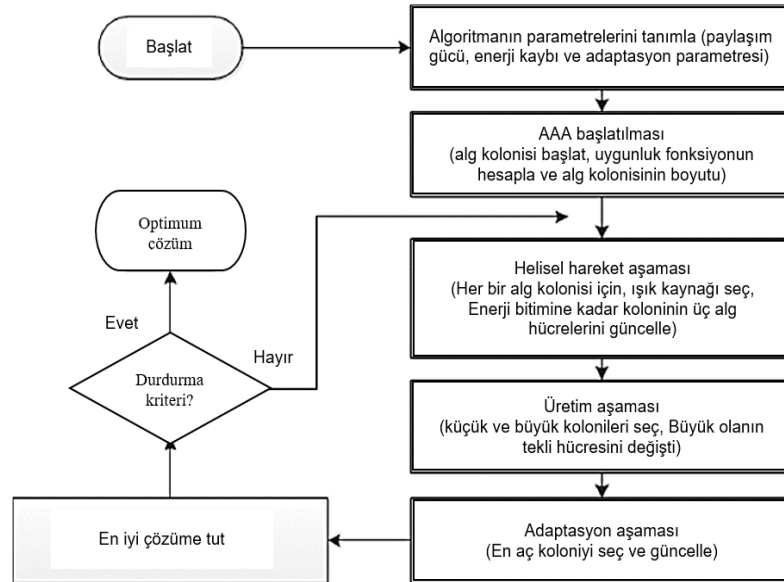 Başlat
Algoritmanın parametrelerini tanımla (paylaşım
gücü, enerji kaybı ve adaptasyon parametresi)
AAA başlatılması
(alg kolonisi başlat, uygunluk fonksiyonun
hesapla ve alg kolonisinin boyutu)
Helisel hareket aşaması
(Her bir alg kolonisi için, ışık kaynağı seç,
Enerji bitimine kadar koloninin üç alg
hücrelerini güncelle)
Üretim aşaması
(küçük ve büyük kolonileri seç, Büyük olanın
tekli hücresini değişti)
Adaptasyon aşaması
(En aç koloniyi seç ve güncelle)
En iyi çözüme tut
Durdurma
kriteri?
Hayır
Evet
Optimum
çözüm